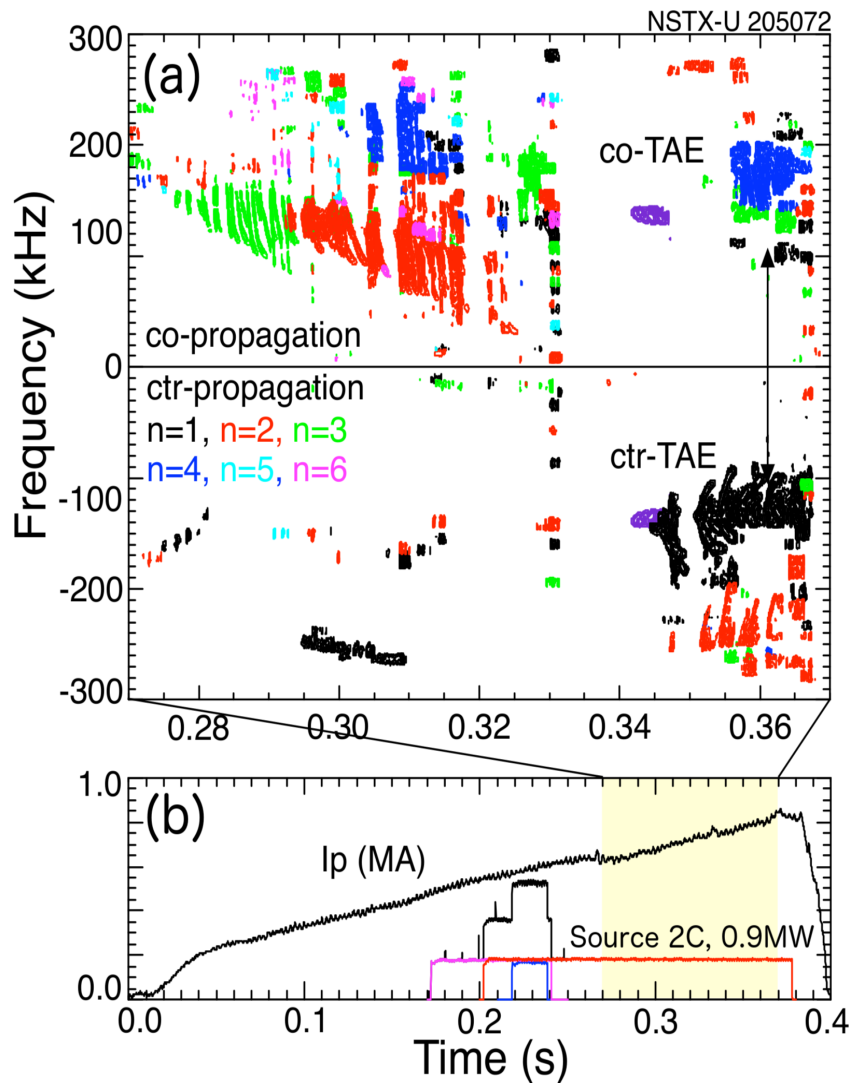 NSTX-U 205072
300
(a)
200
co-TAE
100
co-propagation
0
ctr-propagation
n=1, n=2, n=3
ctr-TAE
n=4, n=5, n=6
-100
-200
-300
Frequency (kHz)
0.28 0.30 0.32 0.34 0.36
1.0
(b)
Ip (MA)
Source 2C, 0.9MW
0.0
0.0 0.1 0.2 0.3 0.4
Time (s)